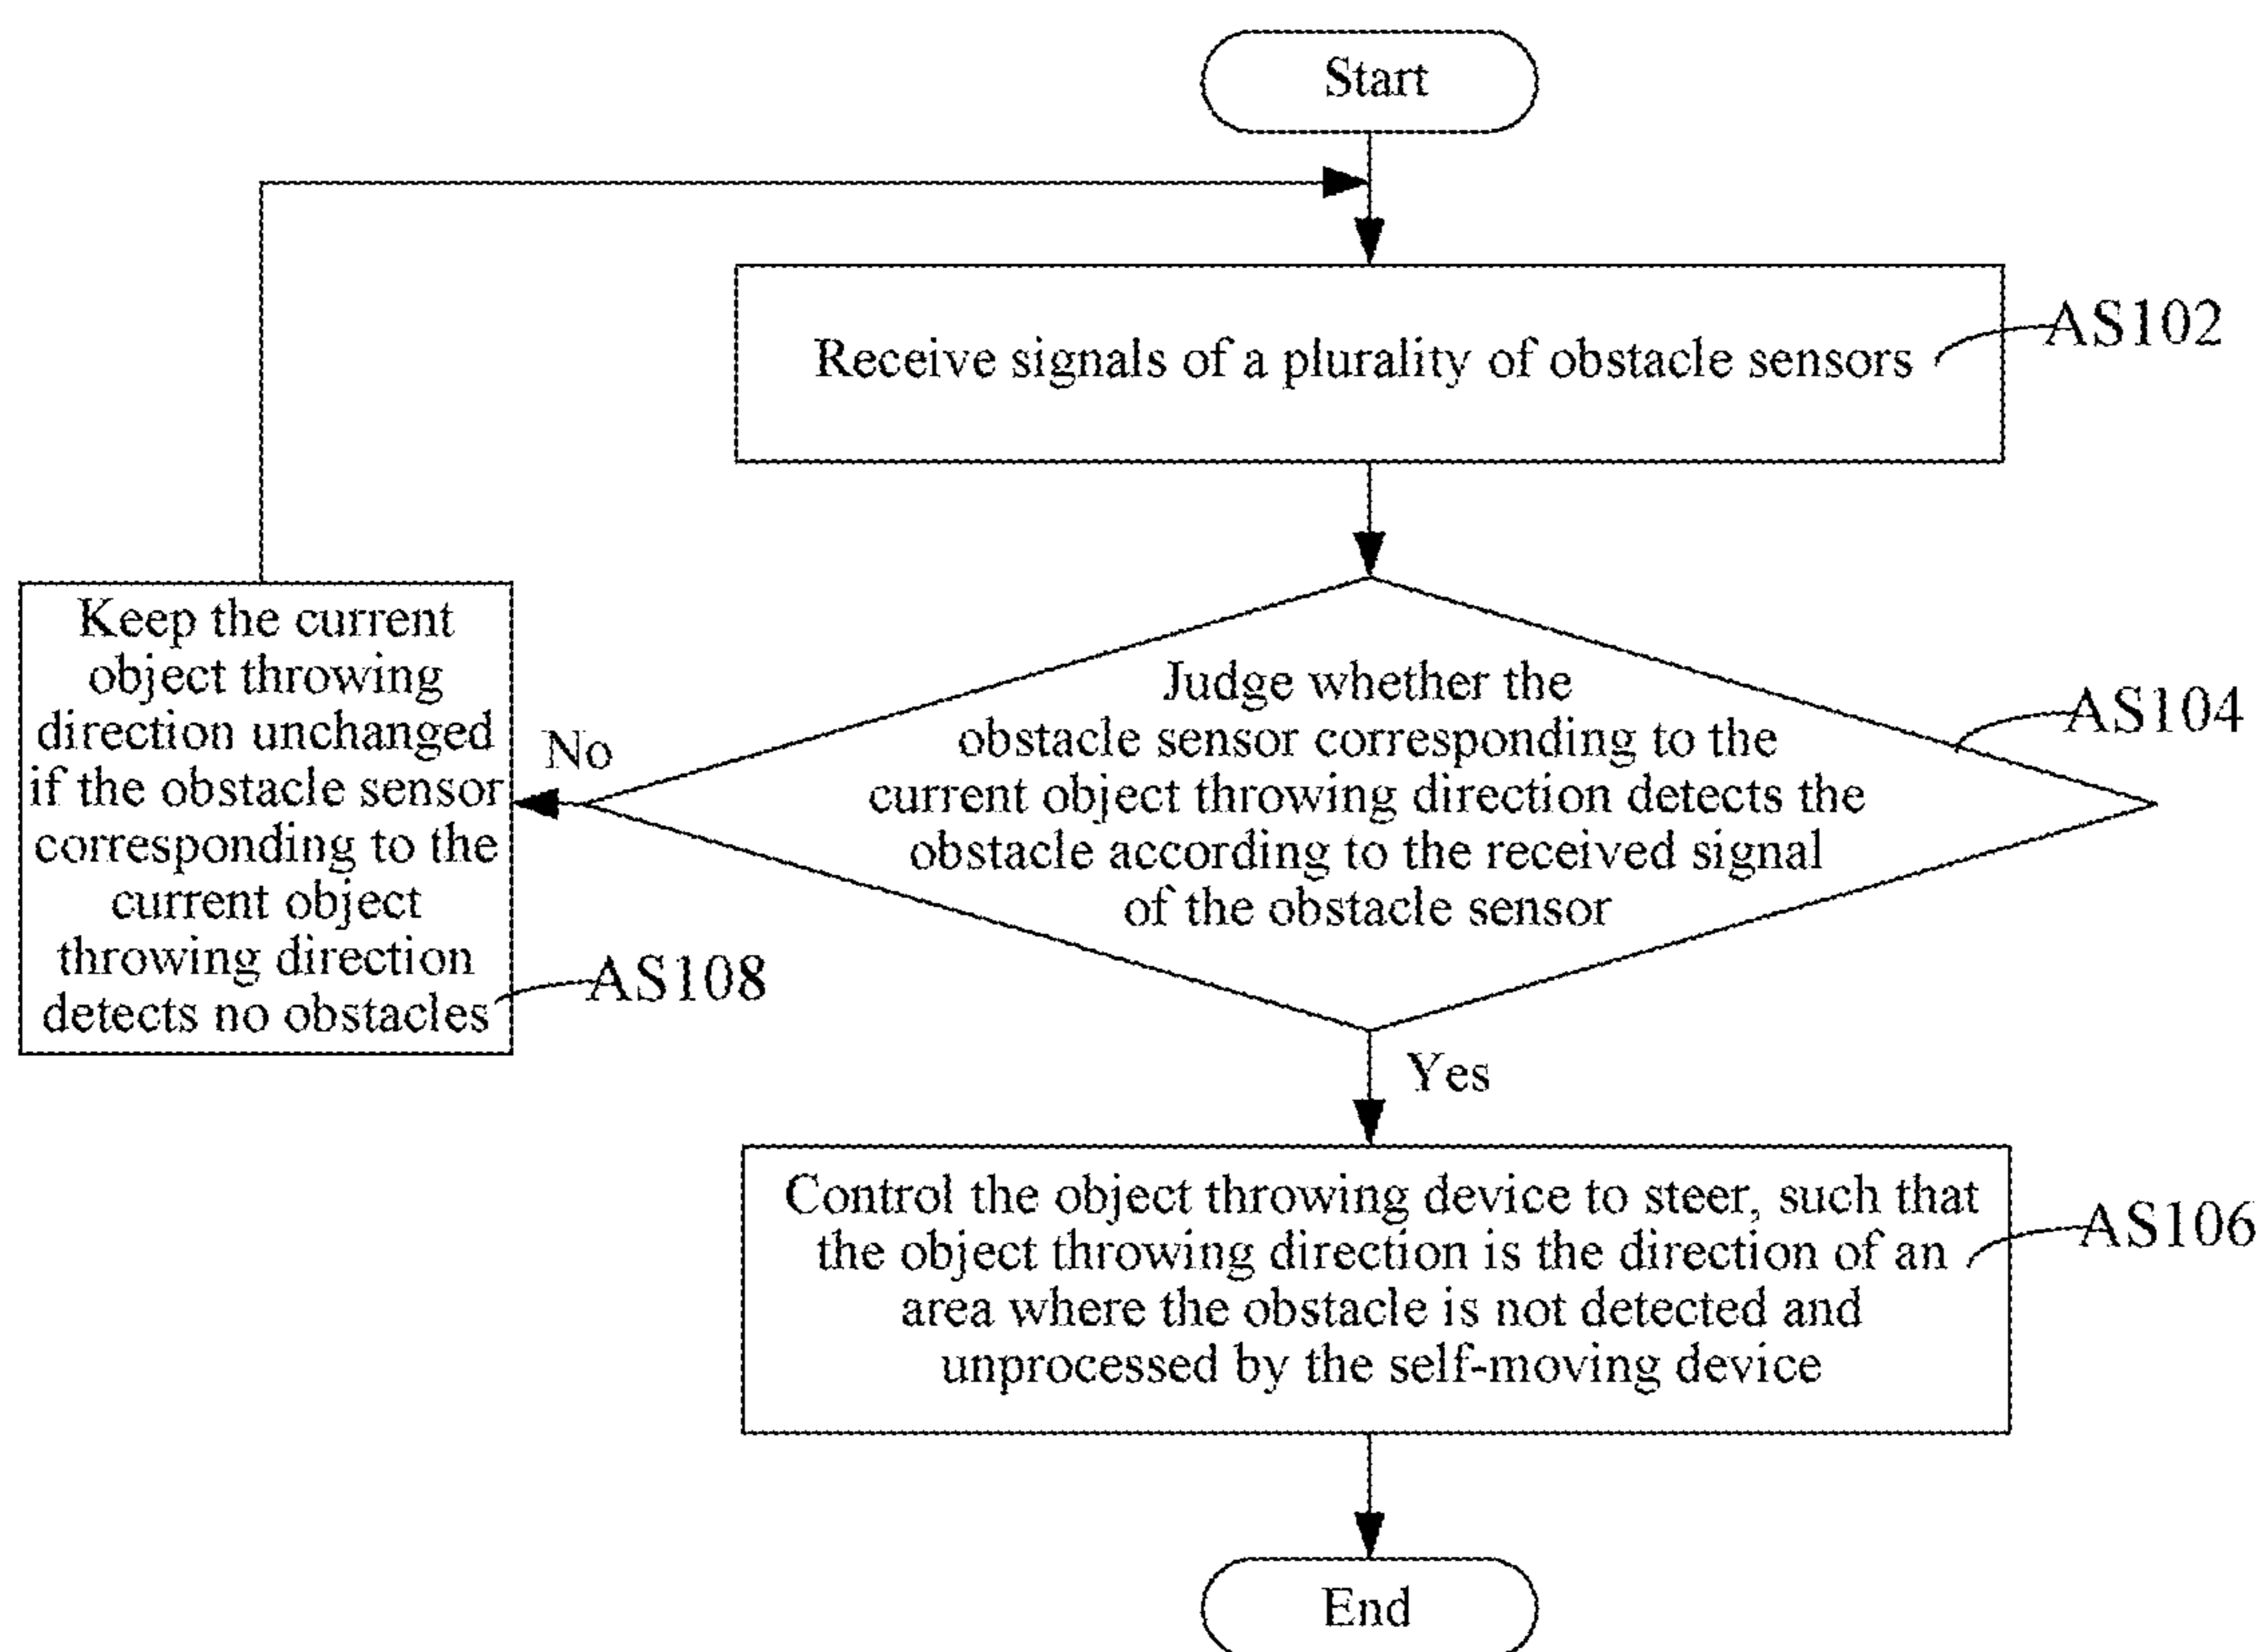 Start
Receive signals of a plurality of obstacle sensors
AS102
Judge whether the
obstacle sensor corresponding to the
current object throwing direction detects the
obstacle according to the received signal
of the obstacle sensor
AS104
No
Keep the current
object throwing
direction unchanged
if the obstacle sensor
corresponding to the
current object
throwing direction
detects no obstacles
AS108
Yes
Control the object throwing device to steer, such that
the object throwing direction is the direction of an
area where the obstacle is not detected and
unprocessed by the self-moving device
AS106
End